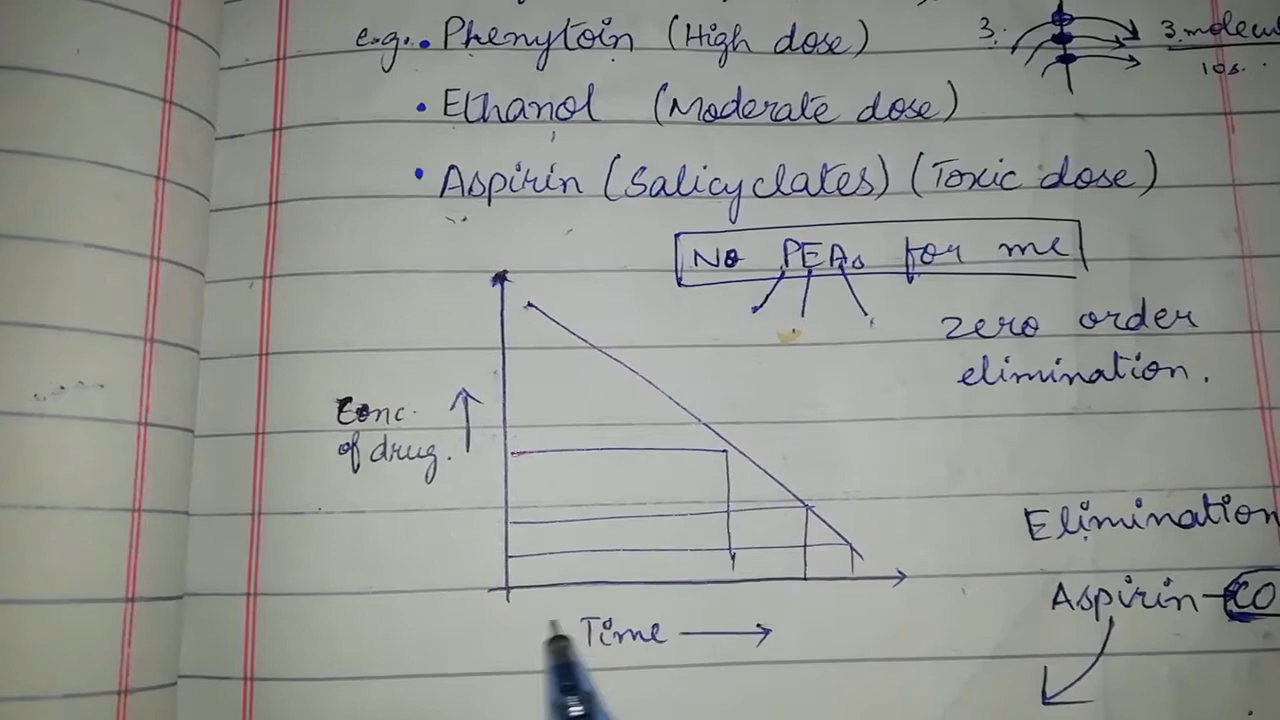 e.g. • Phenytoin (High dose)
3.
3 molecu
10s.
• Ethanol (Moderate dose)
• Aspirin (Salicyclates) (Toxic dose)
No PEAs for me
zero order
elimination.
Conc.
of drug.
Elimination
Aspirin - CO
Time